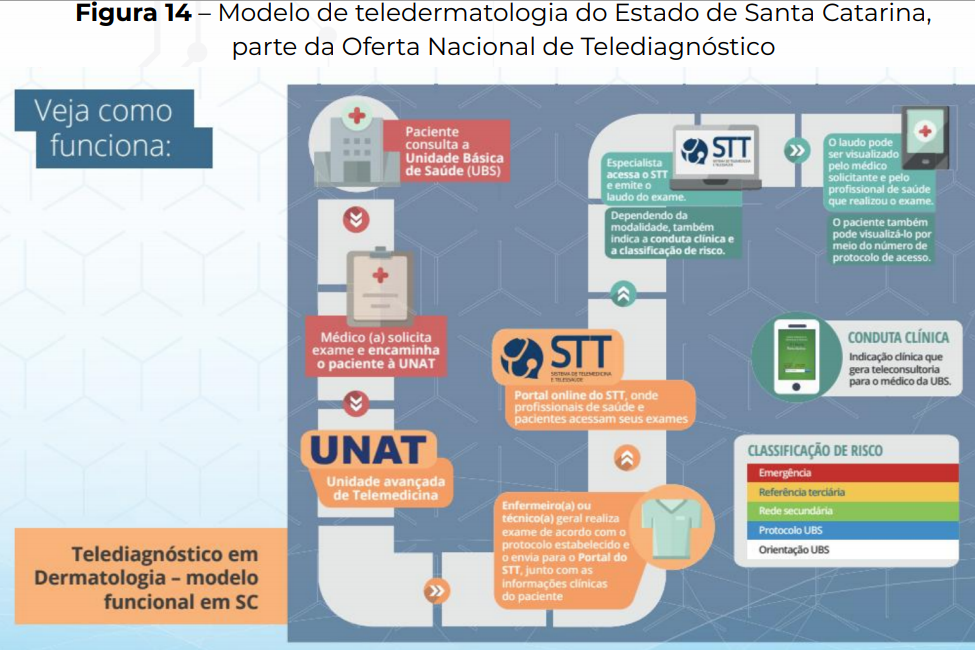 Figura 14 – Modelo de teledermatologia do Estado de Santa Catarina,
parte da Oferta Nacional de Telediagnóstico
Veja como
funciona:
Paciente
consulta a
Unidade Básica
de Saúde (UBS)
Médico (a) solicita
exame e encaminha
o paciente à UNAT
UNAT
Unidade avançada
de Telemedicina
Enfermeiro(a) ou
técnico(a) geral realiza
exame de acordo com o
protocolo estabelecido e
o envia para o Portal do
STT, junto com as
informações clínicas
do paciente
STT
SISTEMA DE TELEMEDICINA
E TELESSAÚDE
Portal online do STT, onde
profissionais de saúde e
pacientes acessam seus exames
Especialista
acessa o STT
e emite o
laudo do exame.
STT
SISTEMA DE TELEMEDICINA
E TELESSAÚDE
Dependendo da
modalidade, também
indica a conduta clínica e
a classificação de risco.
O laudo pode
ser visualizado
pelo médico
solicitante e pelo
profissional de saúde
que realizou o exame.
O paciente também
pode visualizá-lo por
meio do número de
protocolo de acesso.
CONDUTA CLÍNICA
Indicação clínica que
gera teleconsultoria
para o médico da UBS.
CLASSIFICAÇÃO DE RISCO
Emergência
Referência terciária
Rede secundária
Protocolo UBS
Orientação UBS
Telediagnóstico em
Dermatologia – modelo
funcional em SC